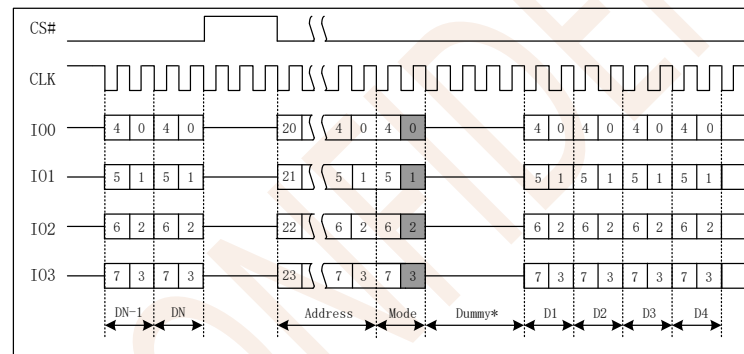 CS#
CLK
IO0 4 0 4 0 20 4 0 4 0 4 0 4 0 4 0 4 0
IO1 5 1 5 1 21 5 1 5 1 5 1 5 1 5 1 5 1
IO2 6 2 6 2 22 6 2 6 2 6 2 6 2 6 2 6 2
IO3 7 3 7 3 23 7 3 7 3 7 3 7 3 7 3 7 3
DN-1 DN Address Mode Dummy* D1 D2 D3 D4